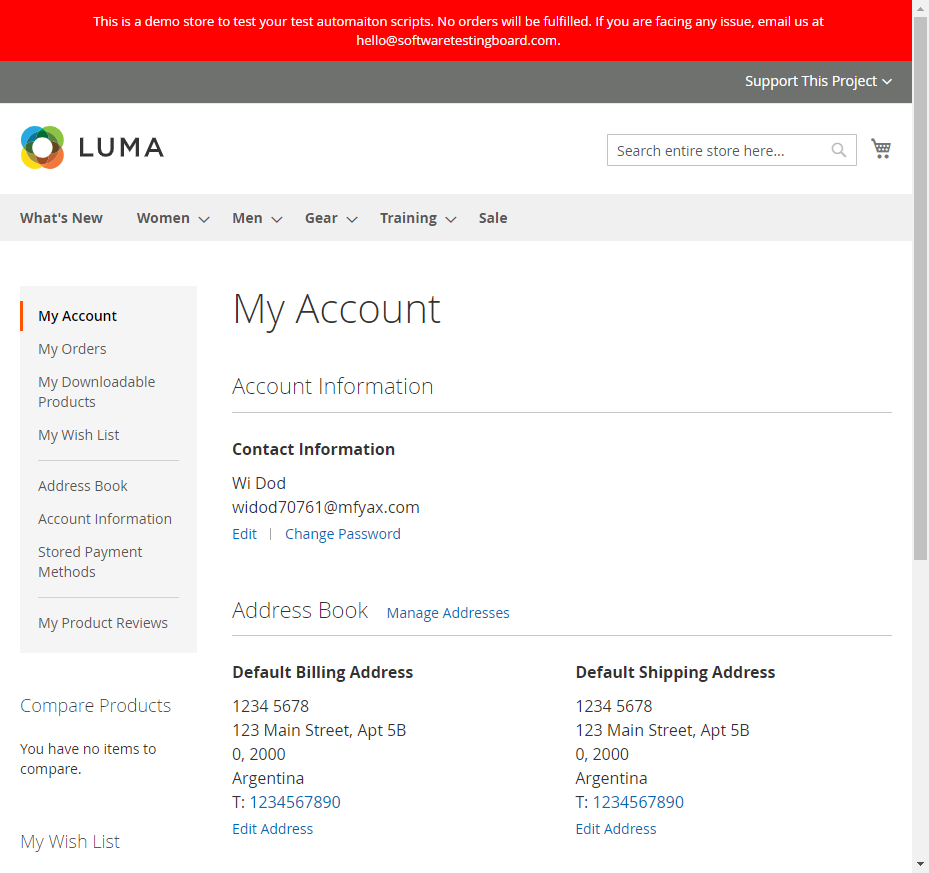 This is a demo store to test your test automaiton scripts. No orders will be fulfilled. If you are facing any issue, email us at
hello@softwaretestingboard.com.
Support This Project
LUMA
Search entire store here...
What's New Women Men Gear Training Sale
My Account
My Orders
My Downloadable
Products
My Wish List
Address Book
Account Information
Stored Payment
Methods
My Product Reviews
Compare Products
You have no items to
compare.
My Wish List
My Account
Account Information
Contact Information
Wi Dod
widod70761@mfyax.com
Edit | Change Password
Address Book Manage Addresses
Default Billing Address
1234 5678
123 Main Street, Apt 5B
0, 2000
Argentina
T: 1234567890
Edit Address
Default Shipping Address
1234 5678
123 Main Street, Apt 5B
0, 2000
Argentina
T: 1234567890
Edit Address